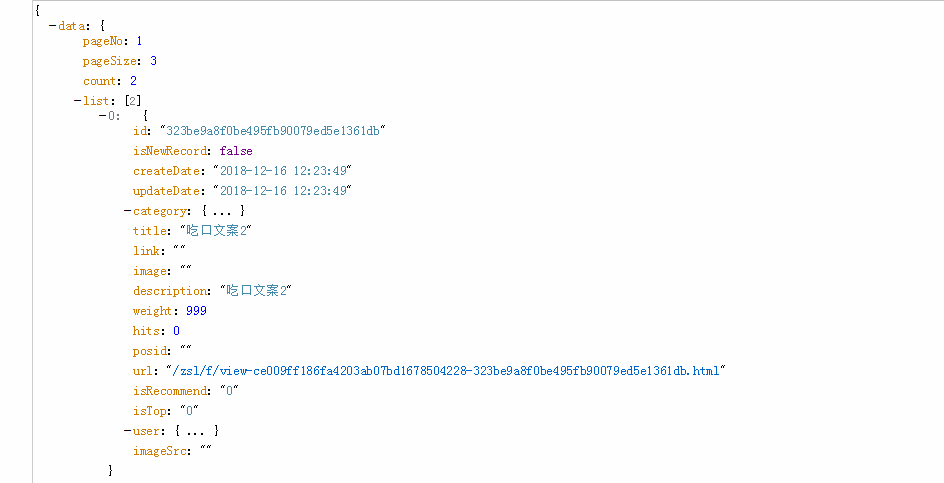 {
−data: {
pageNo: 1
pageSize: 3
count: 2
−list: [2]
−0: {
id: "323be9a8f0be495fb90079ed5e1361db"
isNewRecord: false
createDate: "2018-12-16 12:23:49"
updateDate: "2018-12-16 12:23:49"
−category: { ... }
title: "吃口文案2"
link: ""
image: ""
description: "吃口文案2"
weight: 999
hits: 0
posid: ""
url: "/zsl/f/view-ce009ff186fa4203ab07bd1678504228-323be9a8f0be495fb90079ed5e1361db.html"
isRecommend: "0"
isTop: "0"
−user: { ... }
imageSrc: ""
}